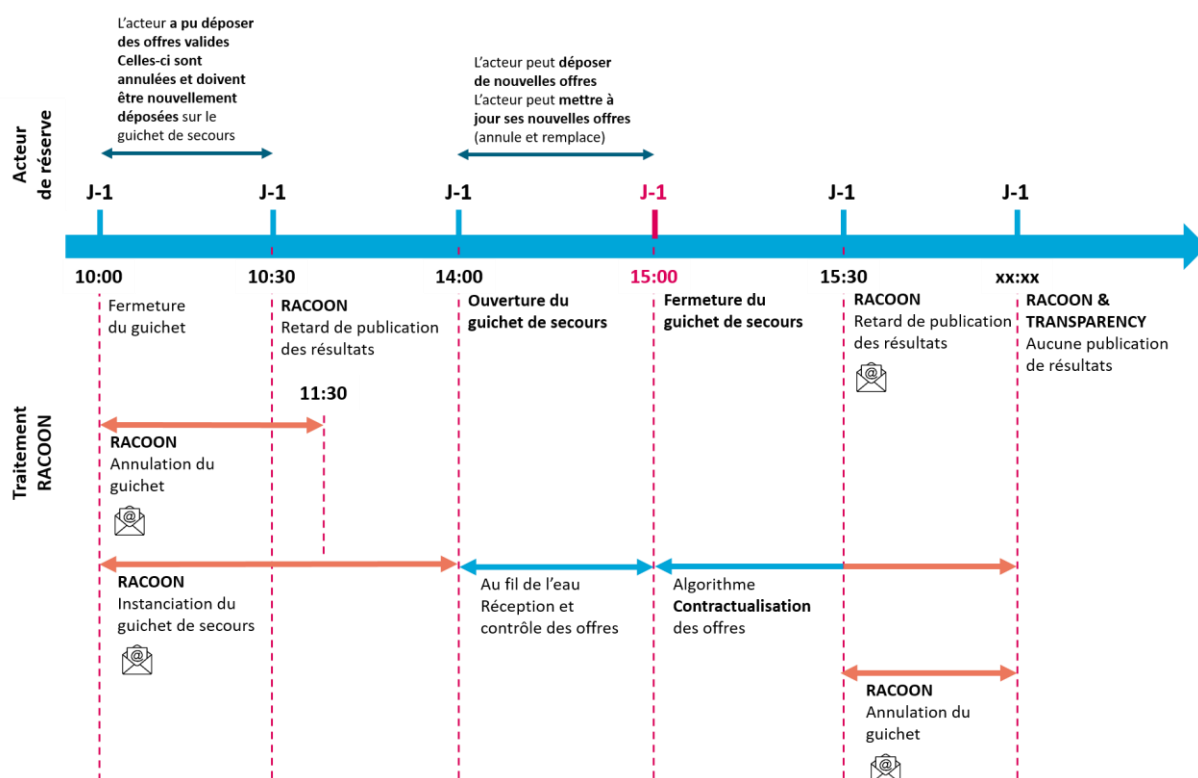 L'acteur a pu déposer
des offres valides
Celles-ci sont
annulées et doivent
être nouvellement
déposées sur le
guichet de secours
L'acteur peut déposer
de nouvelles offres
L'acteur peut mettre à
jour ses nouvelles offres
(annule et remplace)
Acteur
de réserve
J-1
J-1
J-1
J-1
J-1
J-1
10:00
10:30
14:00
15:00
15:30
xx:xx
Fermeture
du guichet
RACOON
Retard de publication
des résultats
Ouverture du
guichet de secours
Fermeture du
guichet de secours
RACOON
Retard de publication
des résultats
RACOON &
TRANSPARENCY
Aucune publication
de résultats
11:30
Traitement
RACOON
RACOON
Annulation du
guichet
RACOON
Instanciation du
guichet de secours
Au fil de l'eau
Réception et
contrôle des offres
Algorithme
Contractualisation
des offres
RACOON
Annulation du
guichet